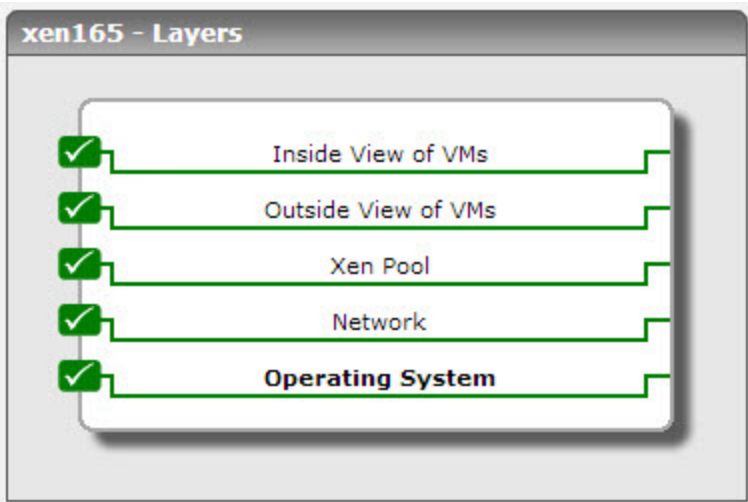 xen165 - Layers
Inside View of VMs
Outside View of VMs
Xen Pool
Network
Operating System